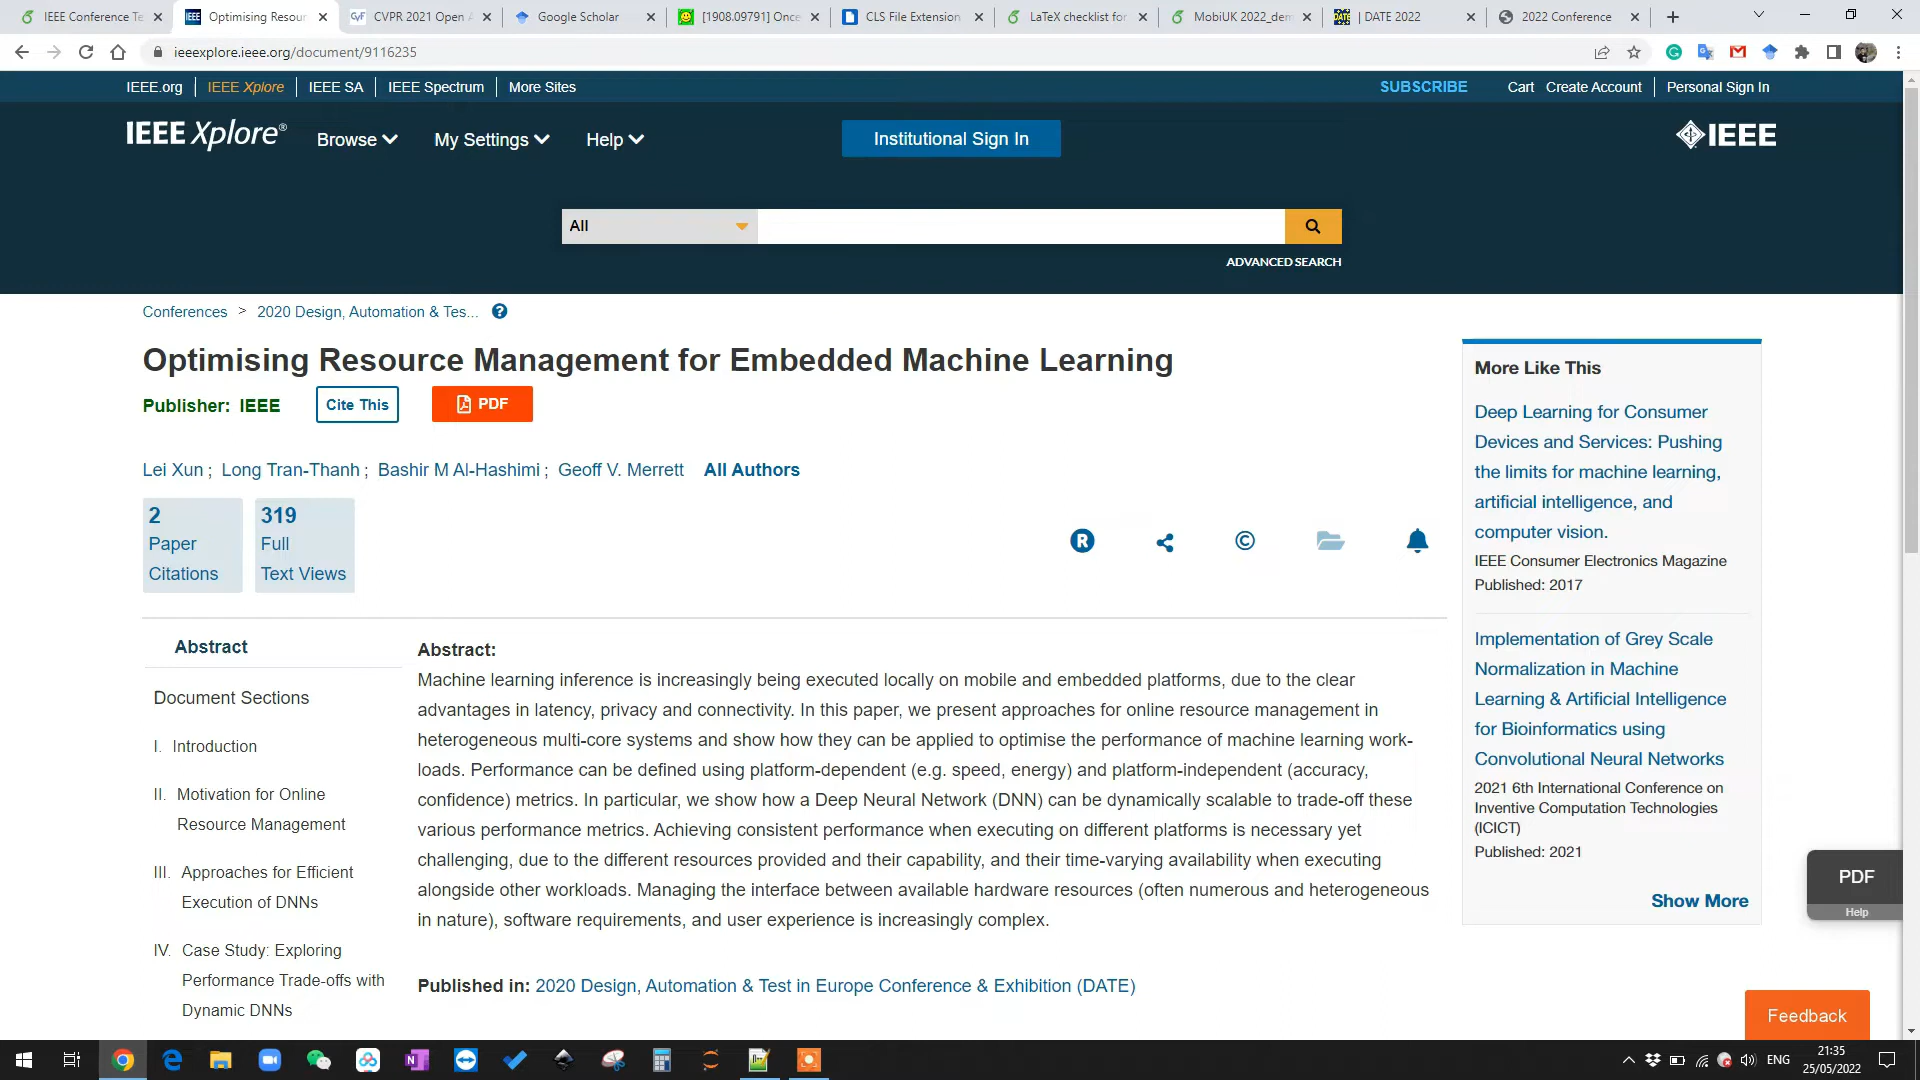 IEEE Conference Te
Optimising Resour
CVPR 2021 Open A
Google Scholar
[1908.09791] Once
CLS File Extension
LaTeX checklist for
MobiUK 2022_dem
| DATE 2022
2022 Conference
ieeexplore.ieee.org/document/9116235
IEEE.org
IEEE Xplore
IEEE SA
IEEE Spectrum
More Sites
SUBSCRIBE
Cart
Create Account
Personal Sign In
IEEE Xplore®
Browse
My Settings
Help
Institutional Sign In
IEEE
All
ADVANCED SEARCH
Conferences > 2020 Design, Automation & Tes...
Optimising Resource Management for Embedded Machine Learning
Publisher: IEEE
Cite This
PDF
Lei Xun ; Long Tran-Thanh ; Bashir M Al-Hashimi ; Geoff V. Merrett All Authors
2
Paper
Citations
319
Full
Text Views
Abstract
Document Sections
I. Introduction
II. Motivation for Online
Resource Management
III. Approaches for Efficient
Execution of DNNs
IV. Case Study: Exploring
Performance Trade-offs with
Dynamic DNNs
Abstract:
Machine learning inference is increasingly being executed locally on mobile and embedded platforms, due to the clear
advantages in latency, privacy and connectivity. In this paper, we present approaches for online resource management in
heterogeneous multi-core systems and show how they can be applied to optimise the performance of machine learning work-
loads. Performance can be defined using platform-dependent (e.g. speed, energy) and platform-independent (accuracy,
confidence) metrics. In particular, we show how a Deep Neural Network (DNN) can be dynamically scalable to trade-off these
various performance metrics. Achieving consistent performance when executing on different platforms is necessary yet
challenging, due to the different resources provided and their capability, and their time-varying availability when executing
alongside other workloads. Managing the interface between available hardware resources (often numerous and heterogeneous
in nature), software requirements, and user experience is increasingly complex.
Published in: 2020 Design, Automation & Test in Europe Conference & Exhibition (DATE)
More Like This
Deep Learning for Consumer
Devices and Services: Pushing
the limits for machine learning,
artificial intelligence, and
computer vision.
IEEE Consumer Electronics Magazine
Published: 2017
Implementation of Grey Scale
Normalization in Machine
Learning & Artificial Intelligence
for Bioinformatics using
Convolutional Neural Networks
2021 6th International Conference on
Inventive Computation Technologies
(ICICT)
Published: 2021
Show More
PDF
Help
Feedback
ENG
21:35
25/05/2022